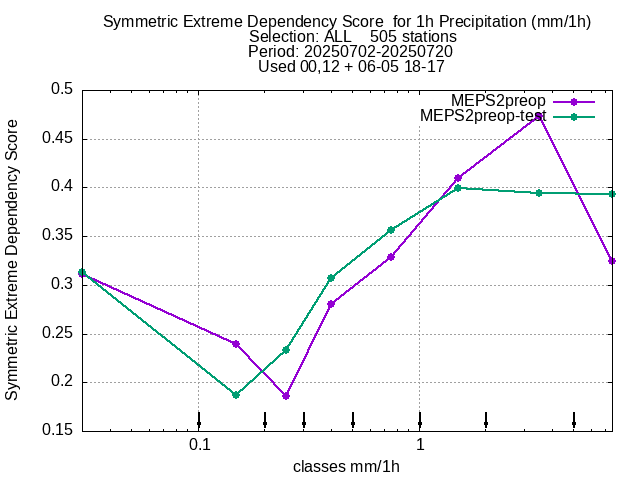 Symmetric Extreme Dependency Score  for 1h Precipitation (mm/1h)
Selection: ALL    505 stations
Period: 20250702-20250720
Used 00,12 + 06-05 18-17
MEPS2preop
MEPS2preop-test
Symmetric Extreme Dependency Score
0.5
0.45
0.4
0.35
0.3
0.25
0.2
0.15
0.1
1
classes mm/1h